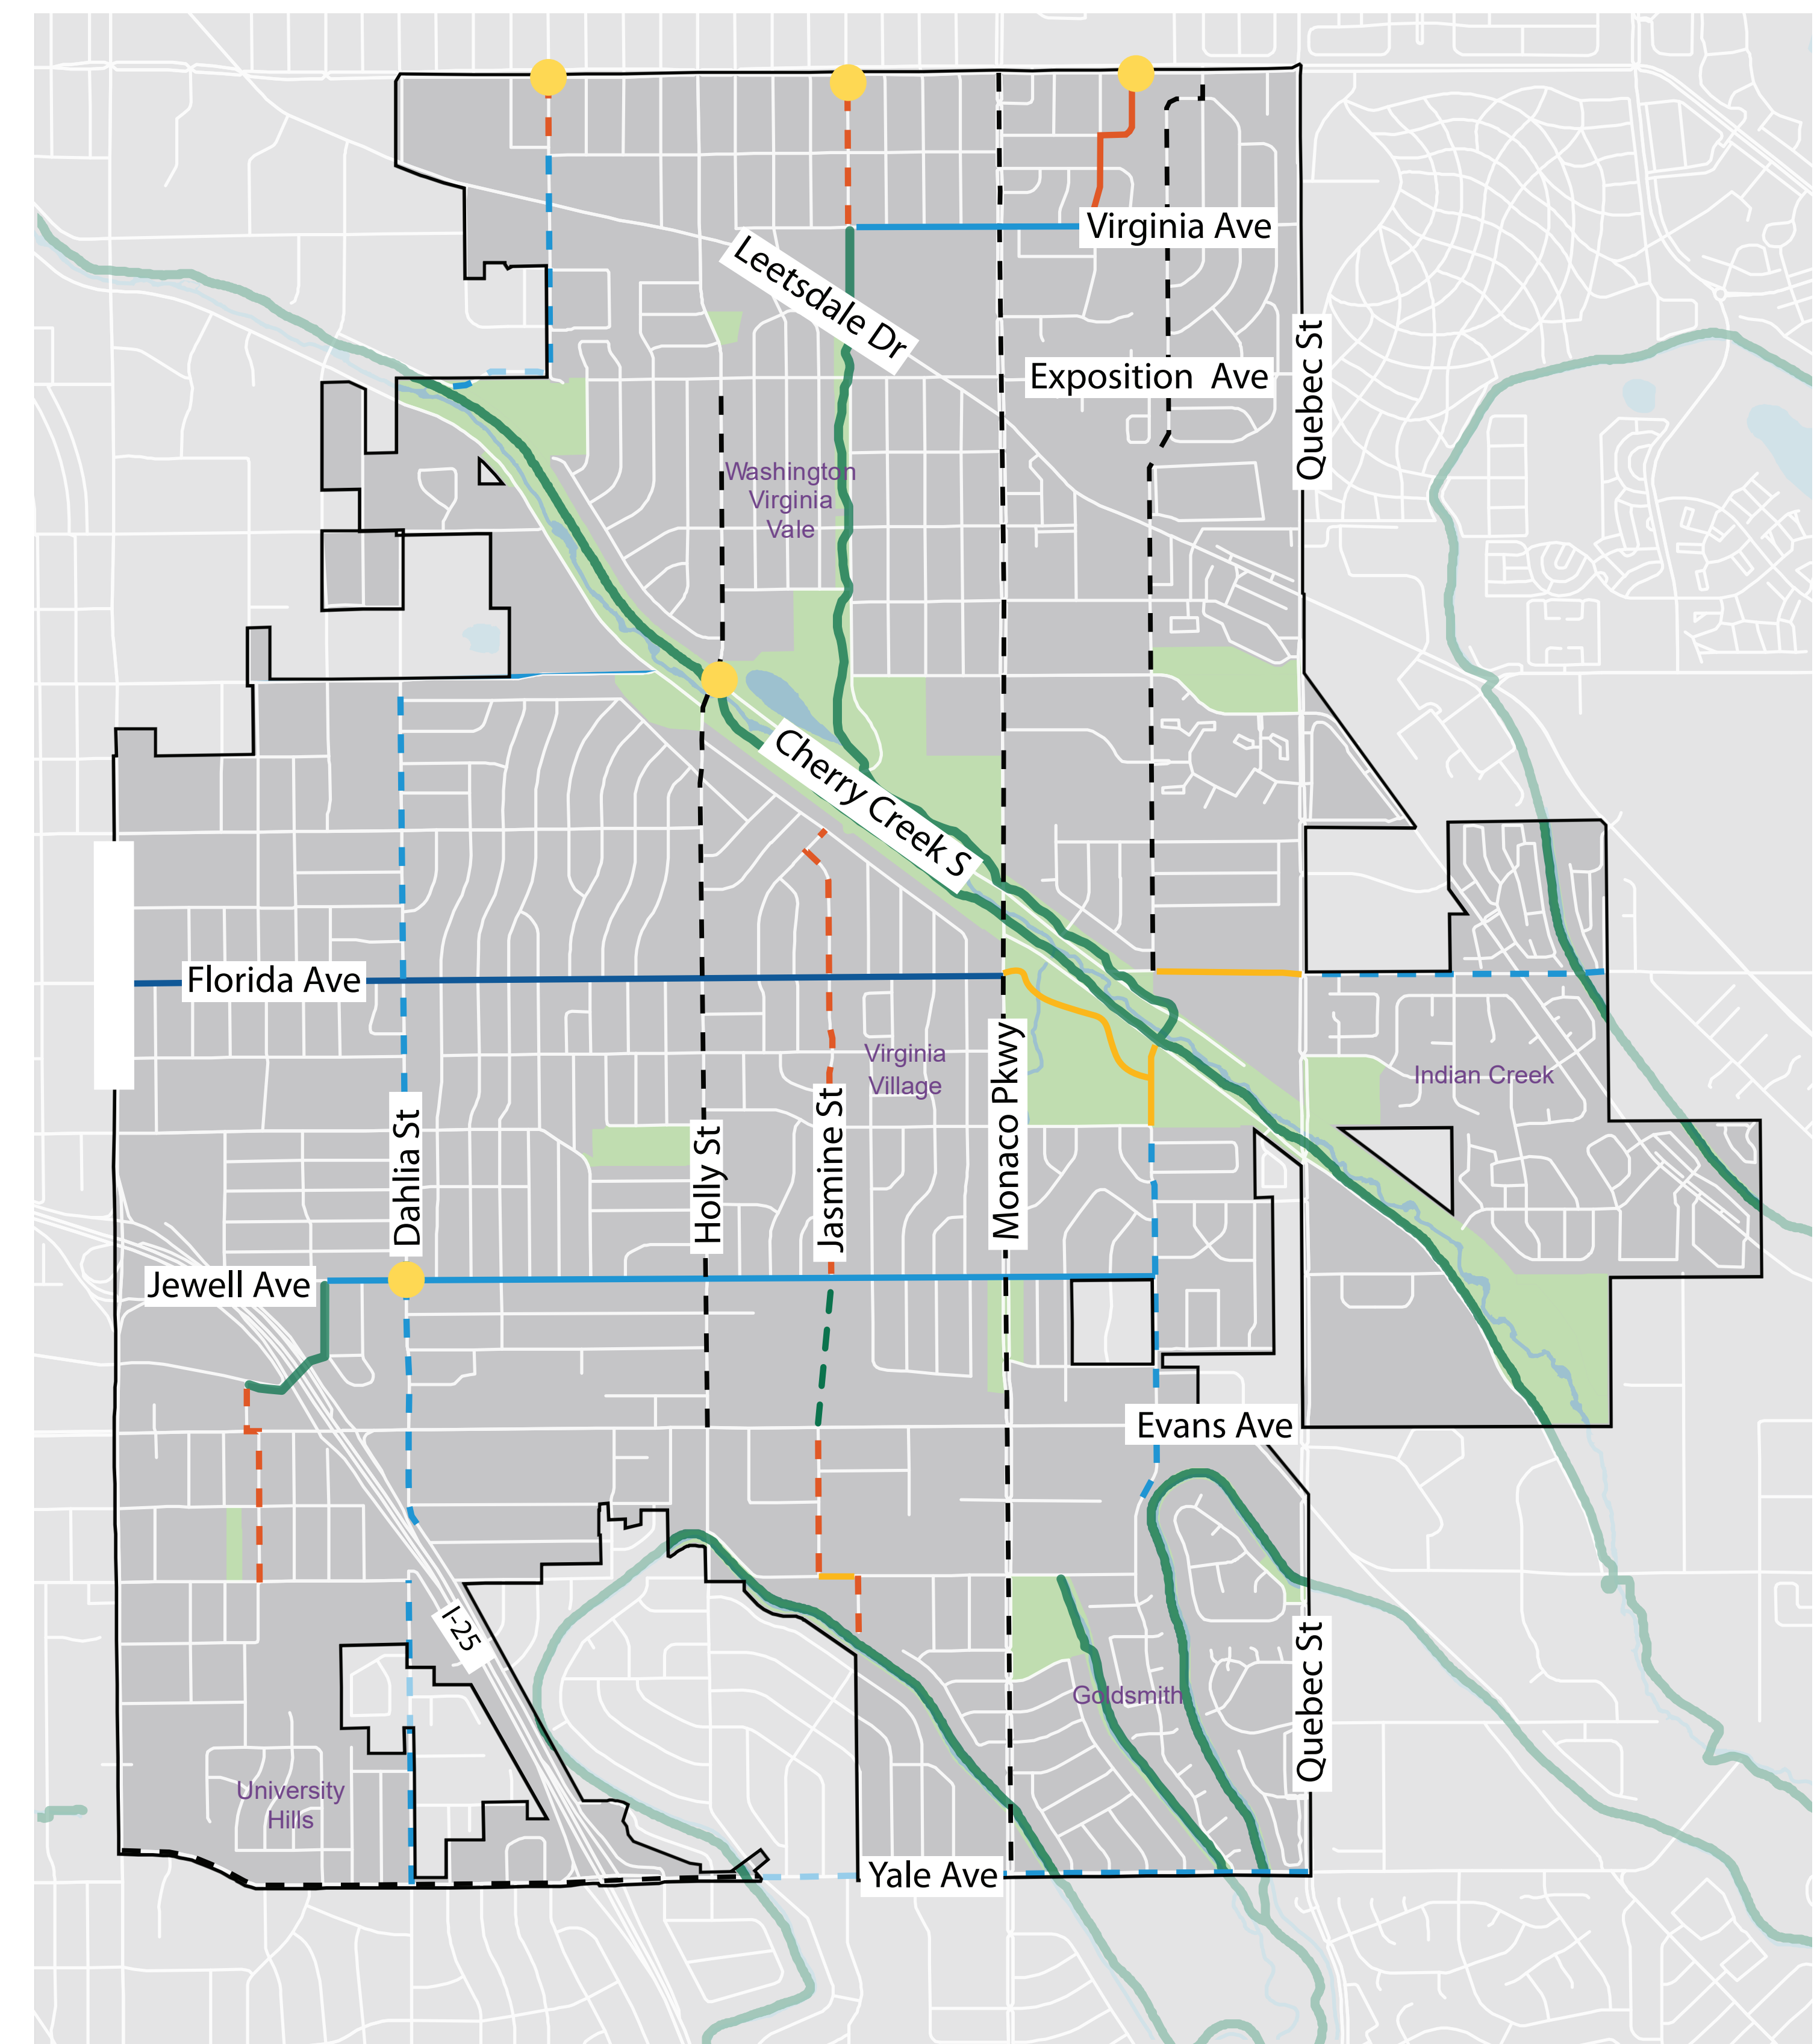 Virginia Ave
Leetsdale Dr
Exposition Ave
Quebec St
Washington
Virginia
Vale
Cherry Creek S
Florida Ave
Virginia
Village
Monaco Pkwy
Indian Creek
Dahlia St
Holly St
Jasmine St
Jewell Ave
Evans Ave
I-25
Quebec St
Goldsmith
University
Hills
Yale Ave